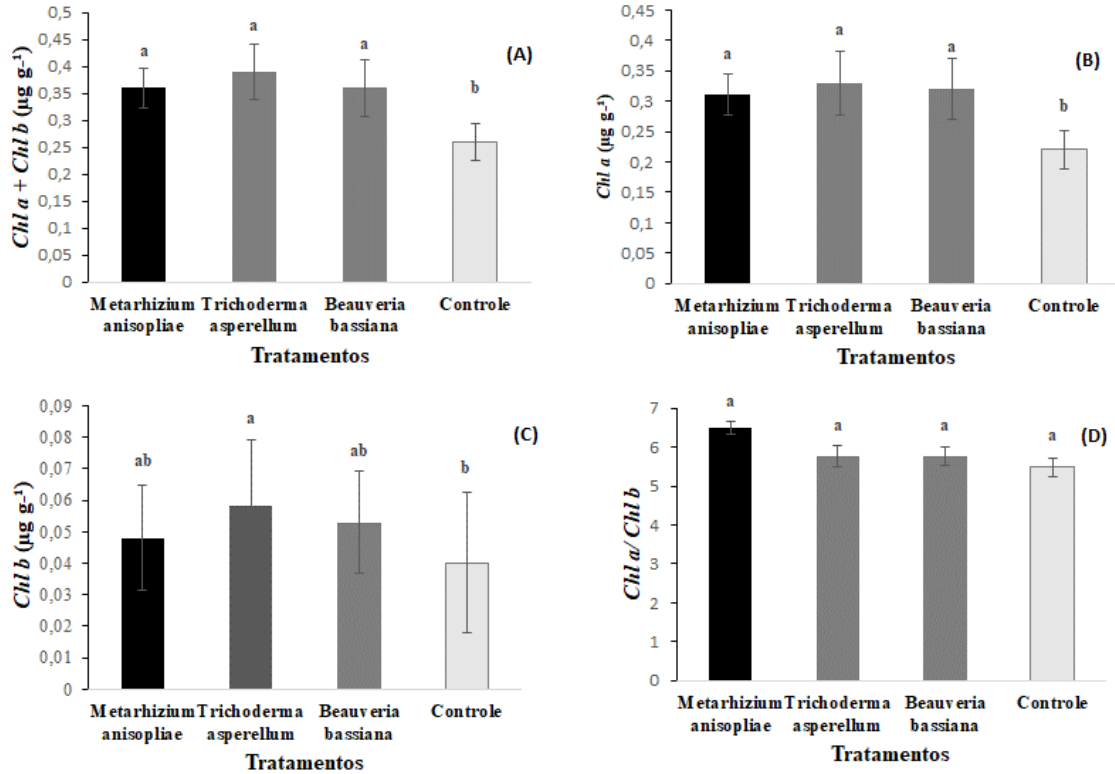 0,5
0,45
0,4
0,35
0,3
0,25
0,2
0,15
0,1
0,05
0
Chl a + Chl b (µg g-¹)
a
a
a
b
(A)
Metarhizium anisopliae
Trichoderma asperellum
Beauveria bassiana
Controle
Tratamentos
0,45
0,4
0,35
0,3
0,25
0,2
0,15
0,1
0,05
0
Chl a (µg g-¹)
a
a
a
b
(B)
Metarhizium anisopliae
Trichoderma asperellum
Beauveria bassiana
Controle
Tratamentos
0,09
0,08
0,07
0,06
0,05
0,04
0,03
0,02
0,01
0
Chl b (µg g-¹)
ab
a
ab
b
(C)
Metarhizium anisopliae
Trichoderma asperellum
Beauveria bassiana
Controle
Tratamentos
7
6
5
4
3
2
1
0
Chl a/ Chl b
a
a
a
a
(D)
Metarhizium anisopliae
Trichoderma asperellum
Beauveria bassiana
Controle
Tratamentos